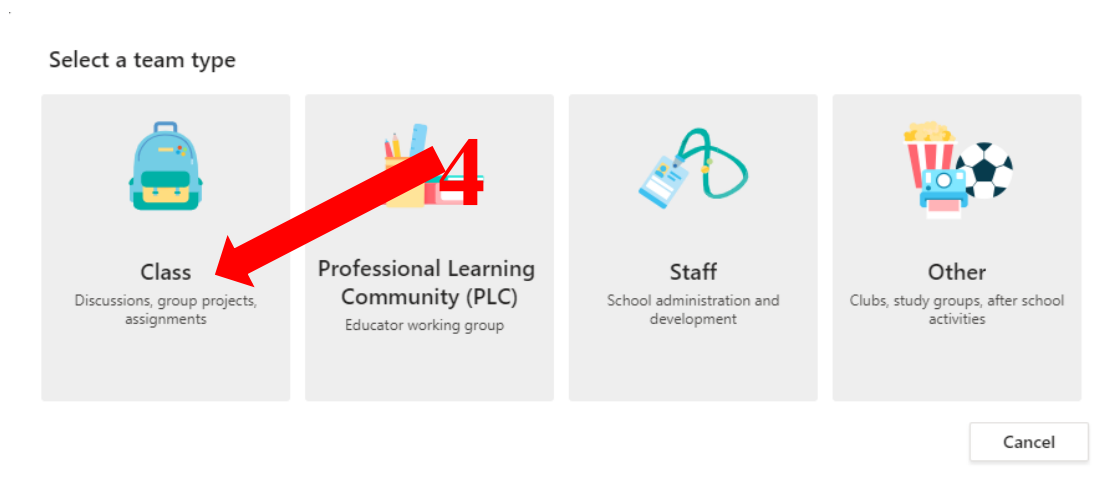 Select a team type
4
Class
Discussions, group projects,
assignments
Professional Learning
Community (PLC)
Educator working group
Staff
School administration and
development
Other
Clubs, study groups, after school
activities
Cancel